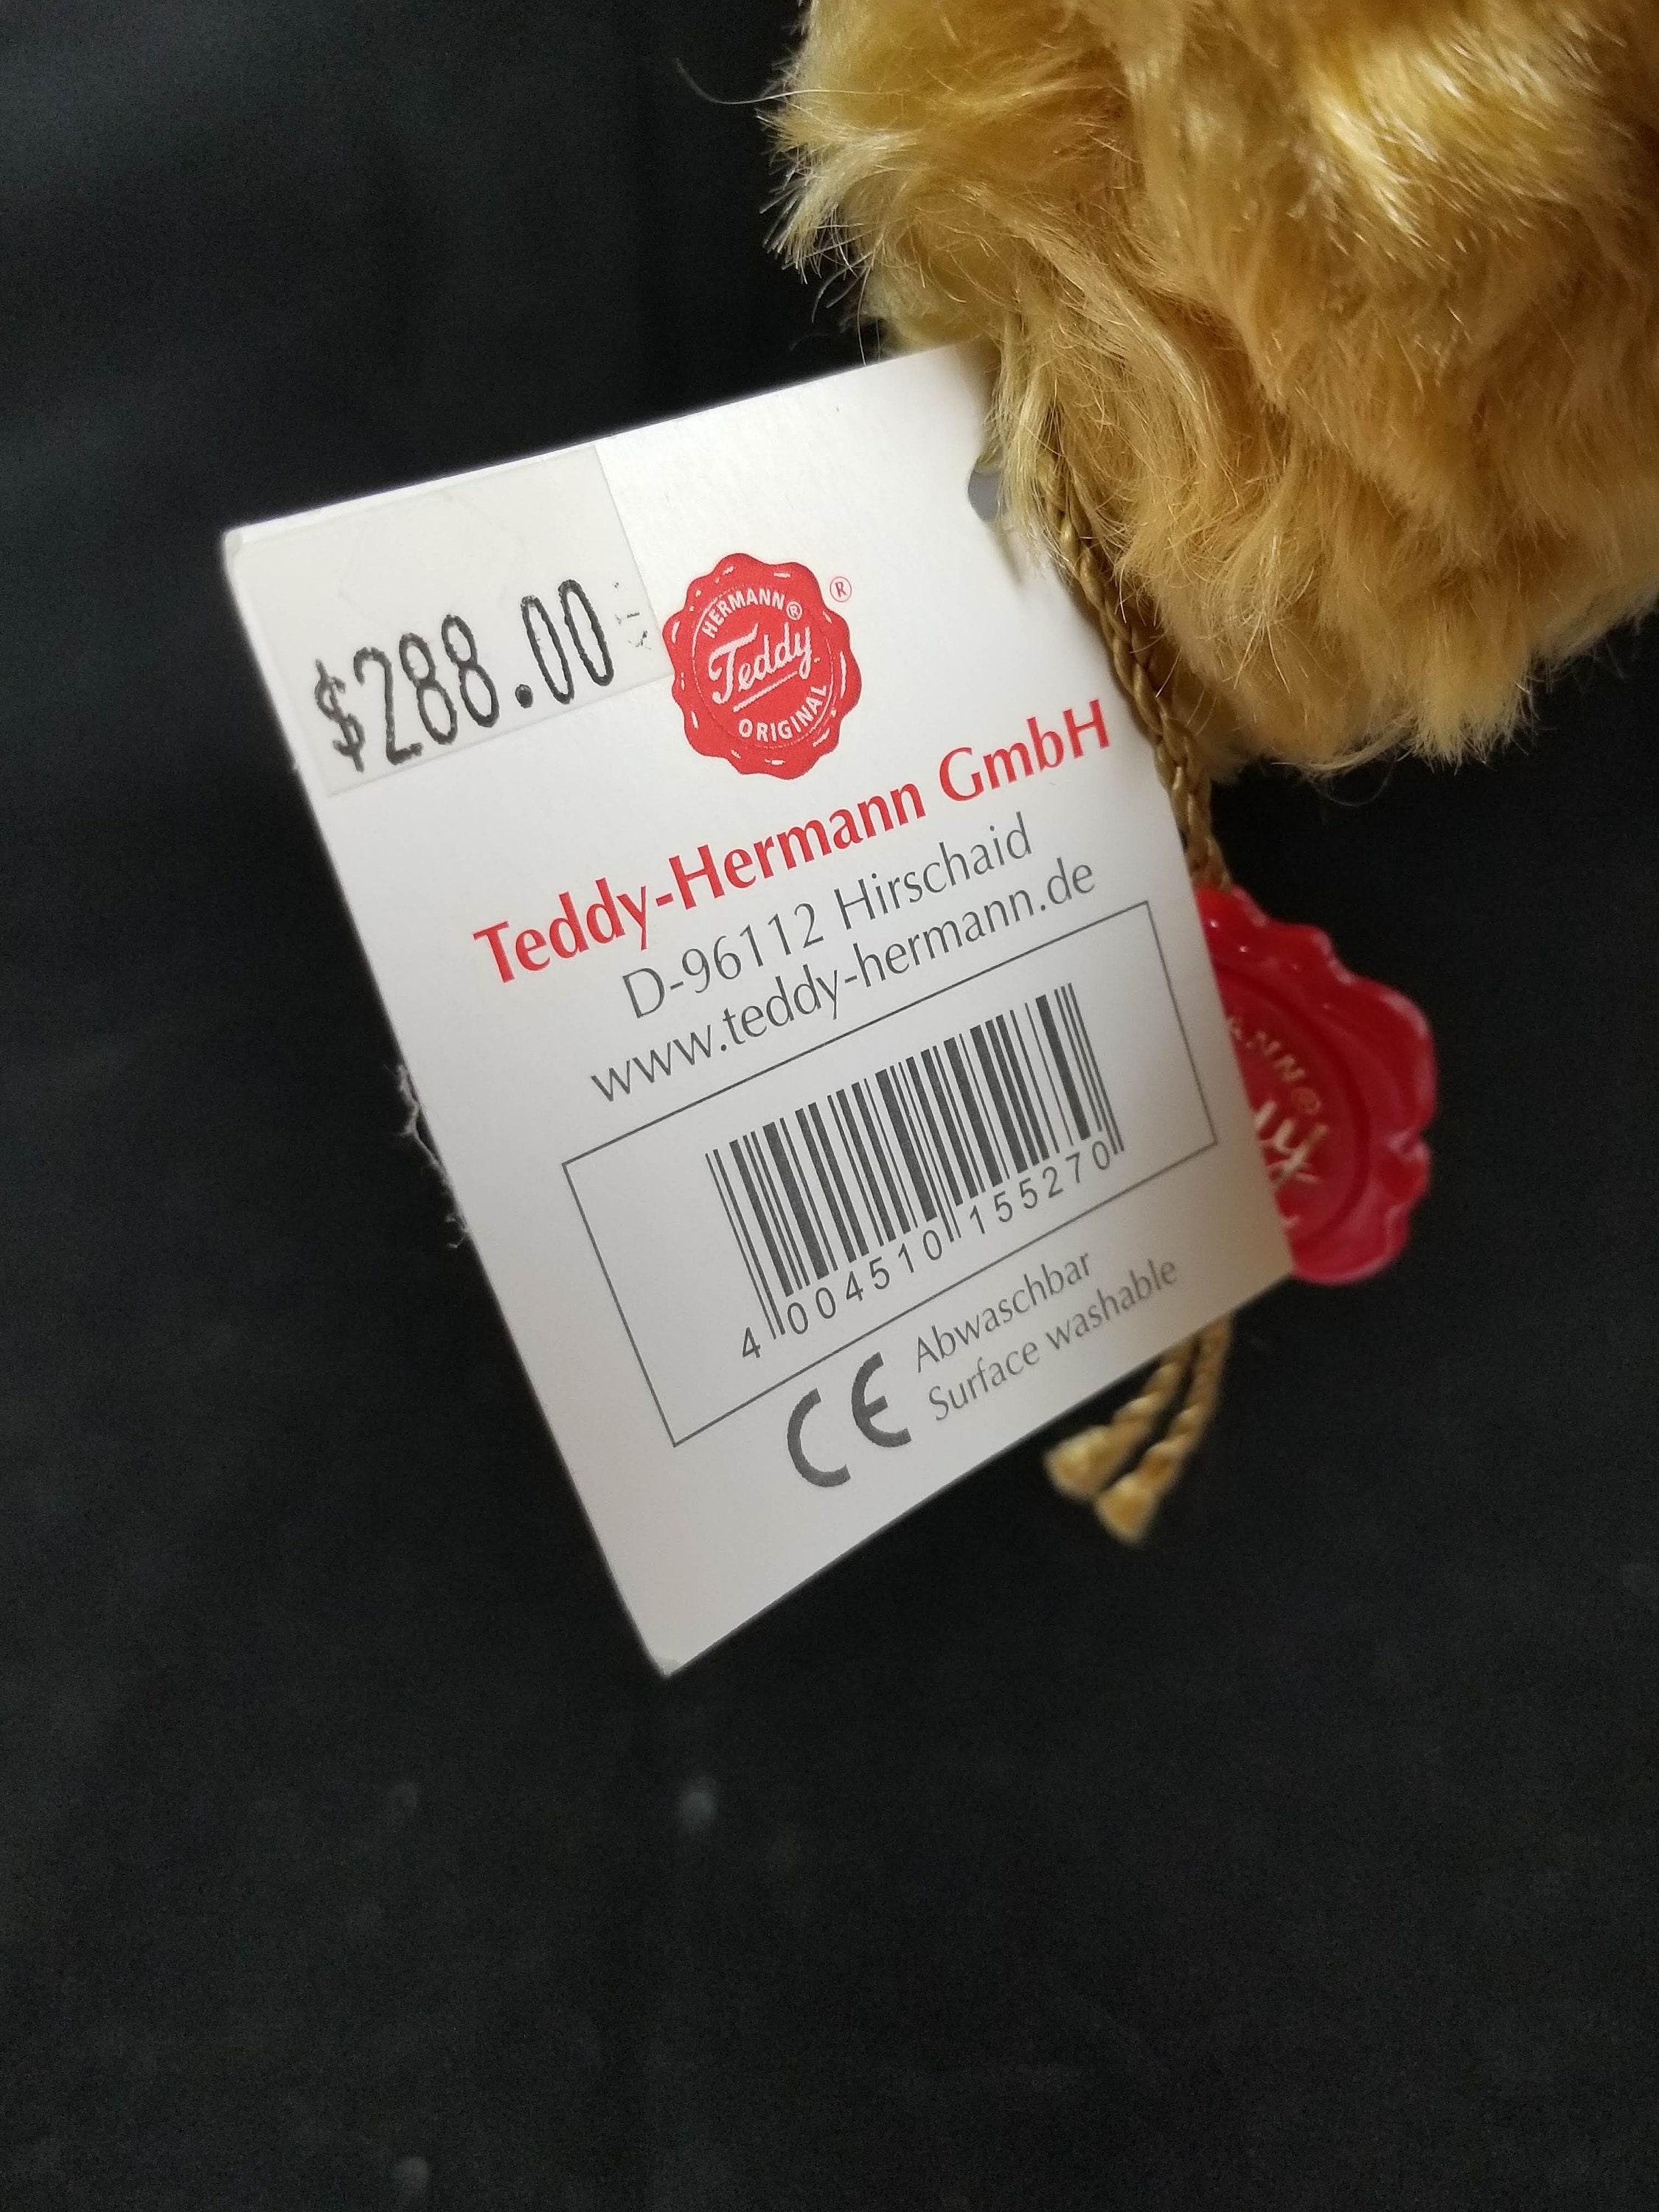 $288.00
HERMANN®
Teddy
ORIGINAL
®
Teddy-Hermann GmbH
D-96112 Hirschaid
www.teddy-hermann.de
4 004510 155270
CE
Abwaschbar
Surface washable